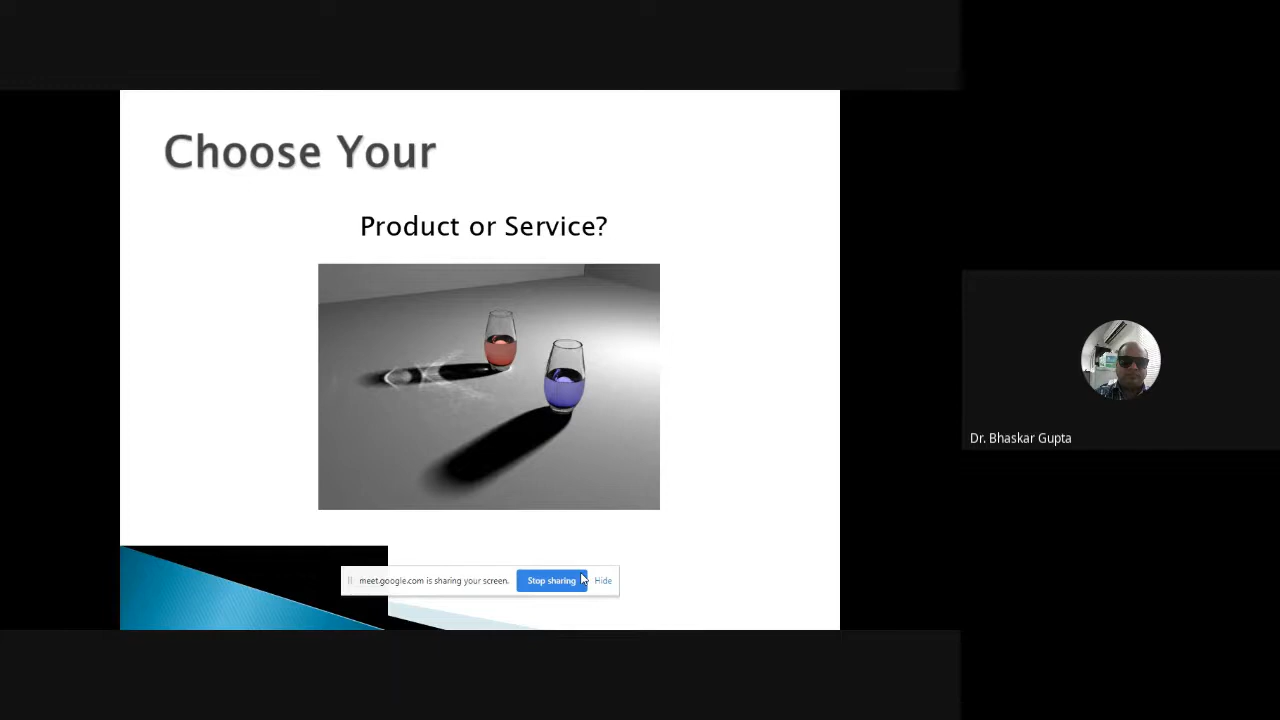 Choose Your
Product or Service?
meet.google.com is sharing your screen.
Stop sharing
Hide
Dr. Bhaskar Gupta